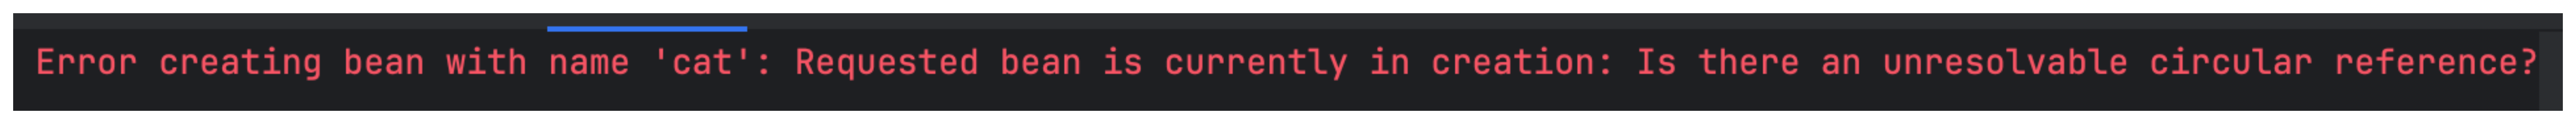 Error creating bean with name 'cat': Requested bean is currently in creation: Is there an unresolvable circular reference?